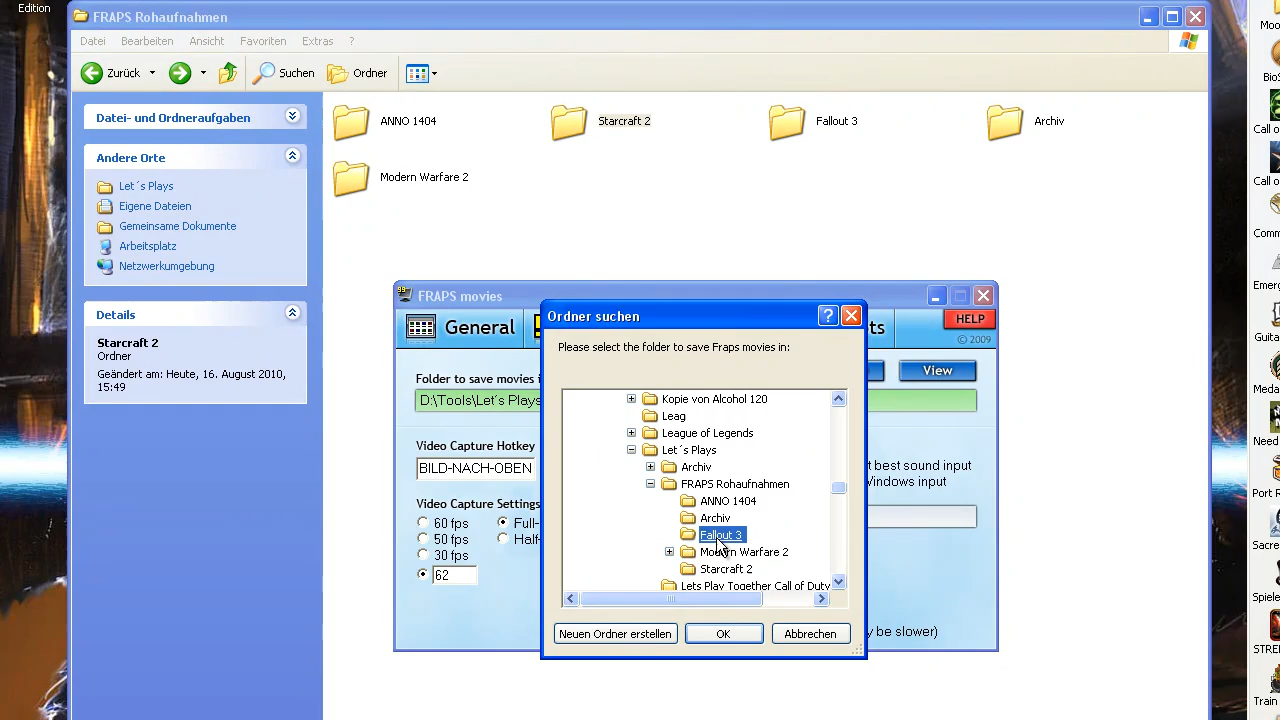 Edition
FRAPS Rohaufnahmen
Datei Bearbeiten Ansicht Favoriten Extras ?
Zurück Suchen Ordner
Datei- und Ordneraufgaben
Andere Orte
Let´s Plays
Eigene Dateien
Gemeinsame Dokumente
Arbeitsplatz
Netzwerkumgebung
Details
Starcraft 2
Ordner
Geändert am: Heute, 16. August 2010,
15:49
ANNO 1404 Starcraft 2 Fallout 3 Archiv
Modern Warfare 2
FRAPS movies
General
ts
HELP
© 2009
Folder to save movies i
View
D:\Tools\Let´s Plays
Video Capture Hotkey
BILD-NACH-OBEN
Video Capture Settings
60 fps Full-
50 fps Half-
30 fps
62
t best sound input
Windows input
y be slower)
Ordner suchen
?
Please select the folder to save Fraps movies in:
Kopie von Alcohol 120
Leag
League of Legends
Let´s Plays
Archiv
FRAPS Rohaufnahmen
ANNO 1404
Archiv
Fallout 3
Modern Warfare 2
Starcraft 2
Lets Play Together Call of Duty
Neuen Ordner erstellen OK Abbrechen
Moo
BioS
Call o
Call D
Comm
Emerg
Guita
Meda
Need
Port F
Sacre
Spiele
STRE
Train